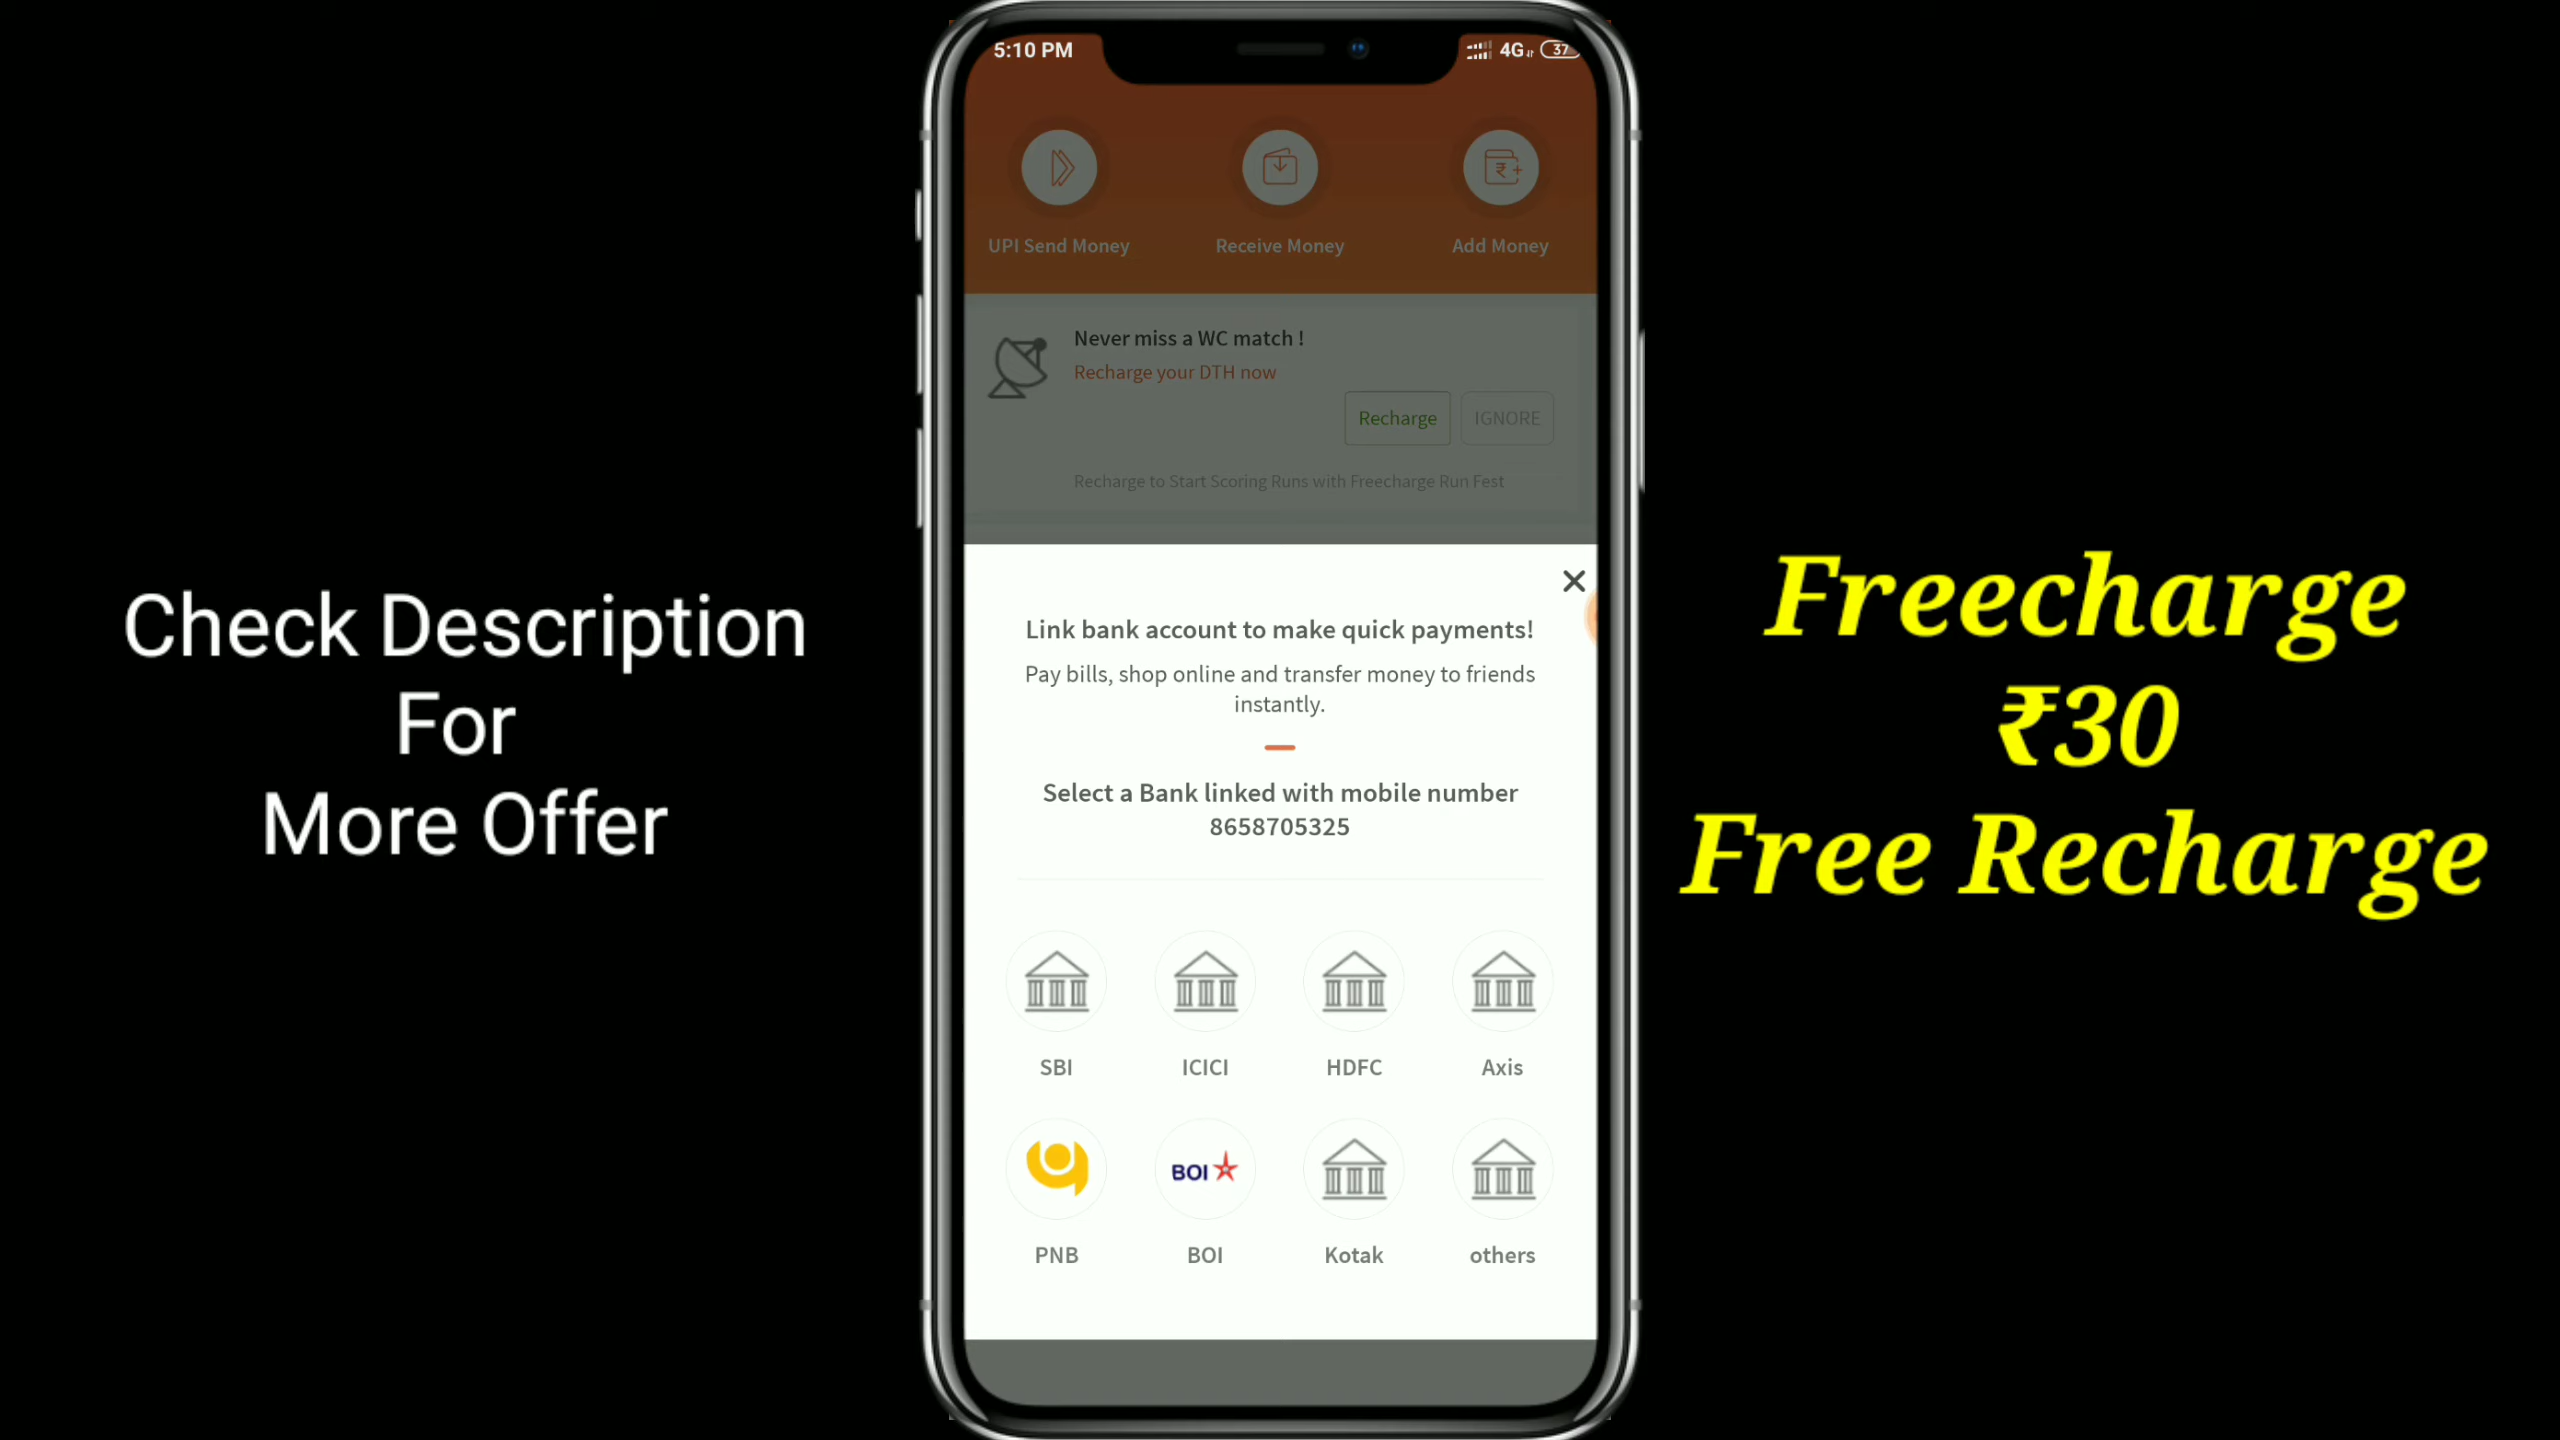 5:10 PM
4G
37
UPI Send Money
Receive Money
Add Money
Never miss a WC match !
Recharge your DTH now
Recharge
IGNORE
Recharge to Start Scoring Runs with Freecharge Run Fest
Link bank account to make quick payments!
Pay bills, shop online and transfer money to friends
instantly.
Select a Bank linked with mobile number
8658705325
SBI
ICICI
HDFC
Axis
BOI
PNB
BOI
Kotak
others
Check Description
For
More Offer
Freecharge
₹30
Free Recharge